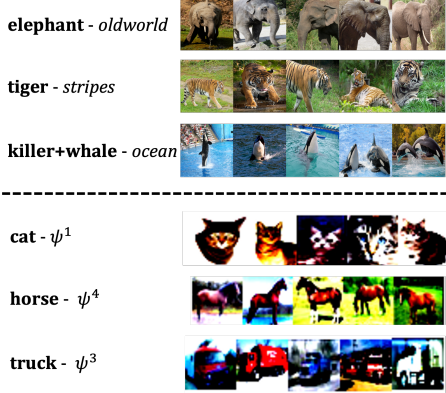 elephant - oldworld
tiger - stripes
killer+whale - ocean
cat - ψ¹
horse - ψ⁴
truck - ψ³